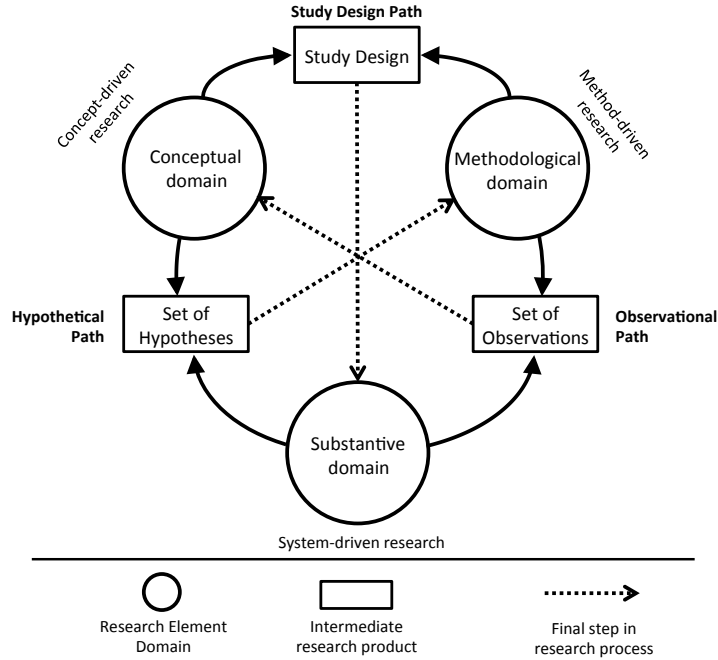 Study Design Path
Study Design
Concept-driven
research
Method-driven
research
Conceptual
domain
Methodological
domain
Hypothetical
Path
Set of
Hypotheses
Set of
Observations
Observational
Path
Substantive
domain
System-driven research
Research Element
Domain
Intermediate
research product
Final step in
research process